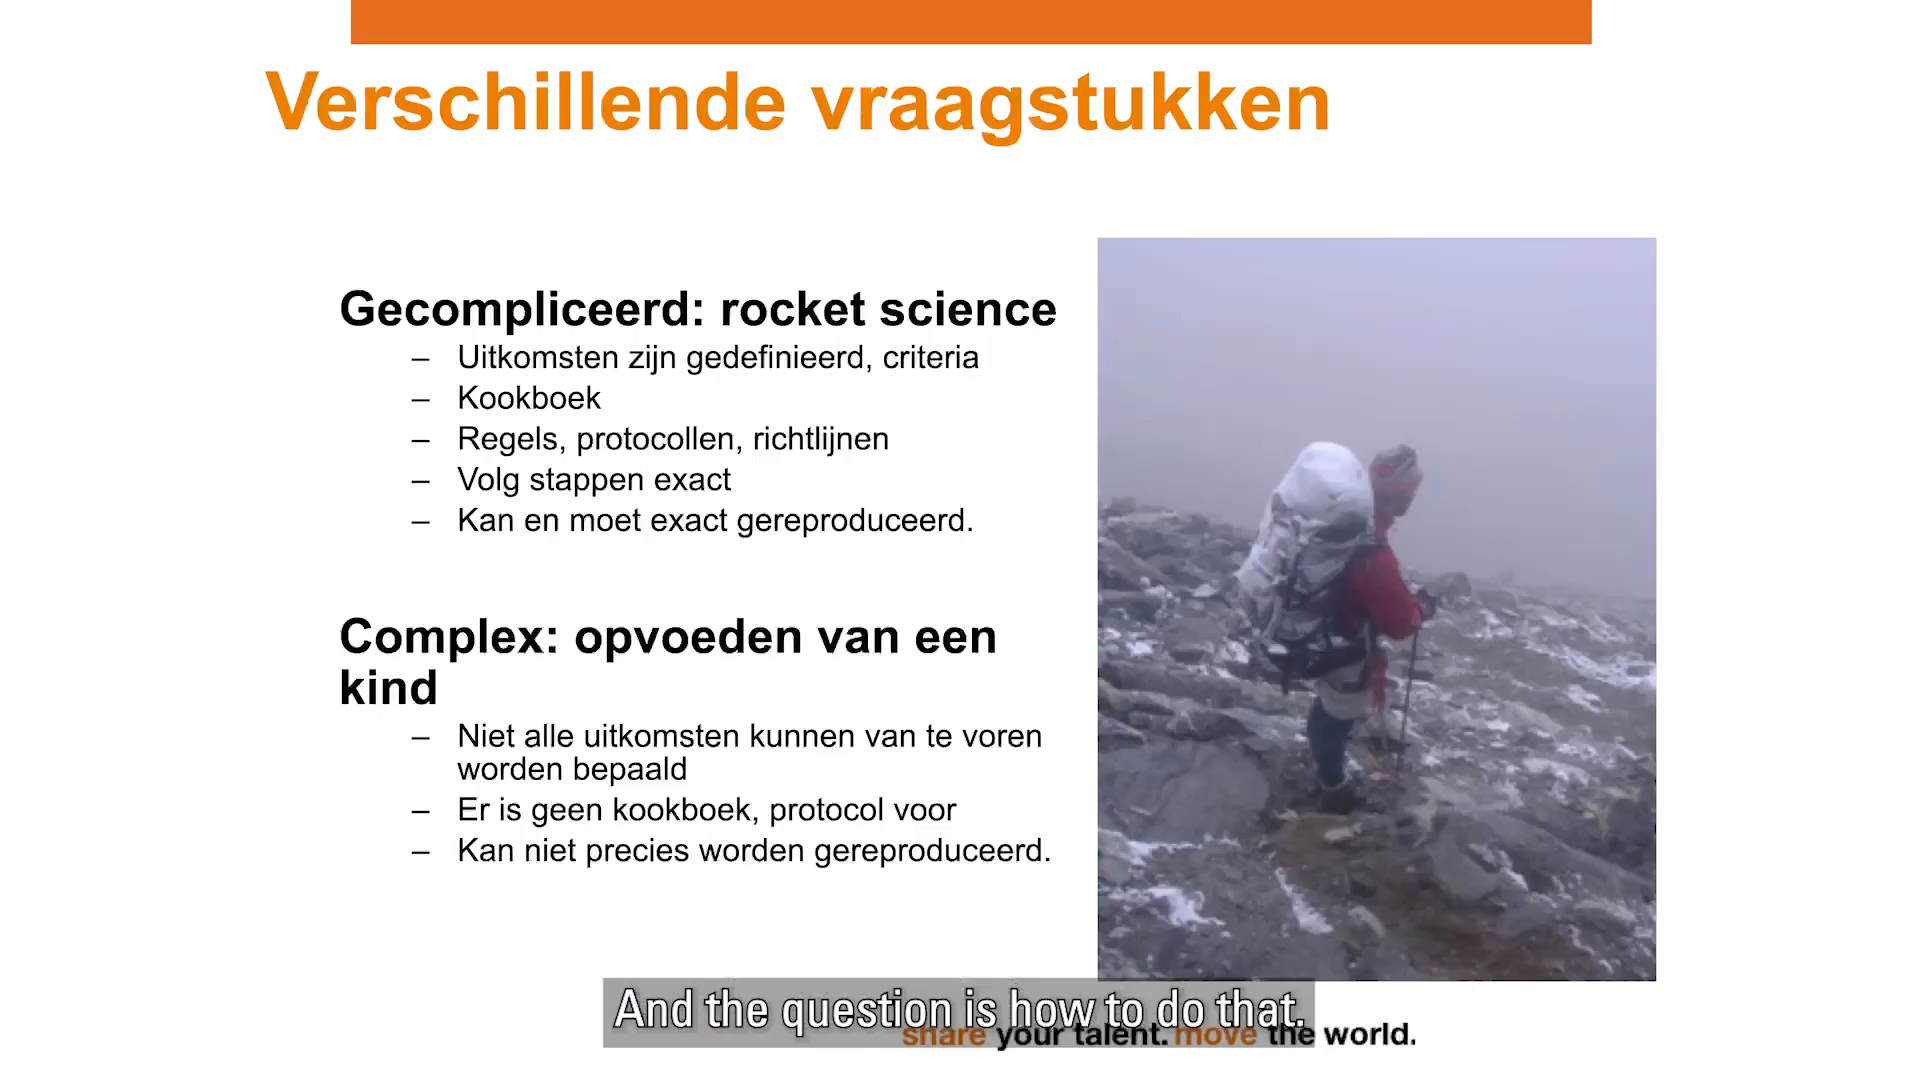 Verschillende vraagstukken
Gecompliceerd: rocket science
– Uitkomsten zijn gedefinieerd, criteria
– Kookboek
– Regels, protocollen, richtlijnen
– Volg stappen exact
– Kan en moet exact gereproduceerd.
Complex: opvoeden van een
kind
– Niet alle uitkomsten kunnen van te voren
worden bepaald
– Er is geen kookboek, protocol voor
– Kan niet precies worden gereproduceerd.
And the question is how to do that.
share your talent. move the world.